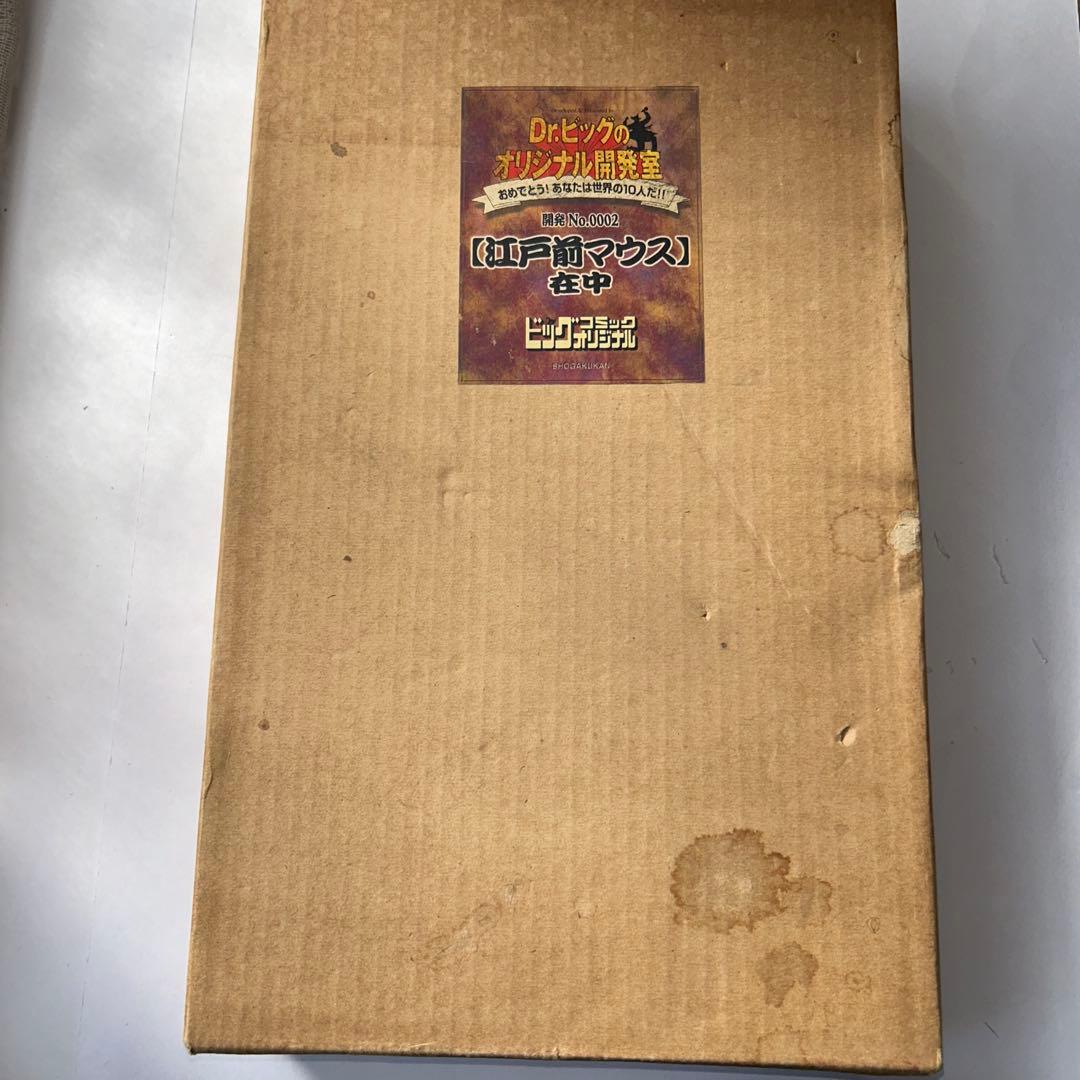 Dr.ビッグの
オリジナル開発室
おめでとう!あなたは世界の10人だ!!
開発 No.0002
【江戸前マウス】
在中
ビッグコミック
オリジナル
SHOGAKUKAN